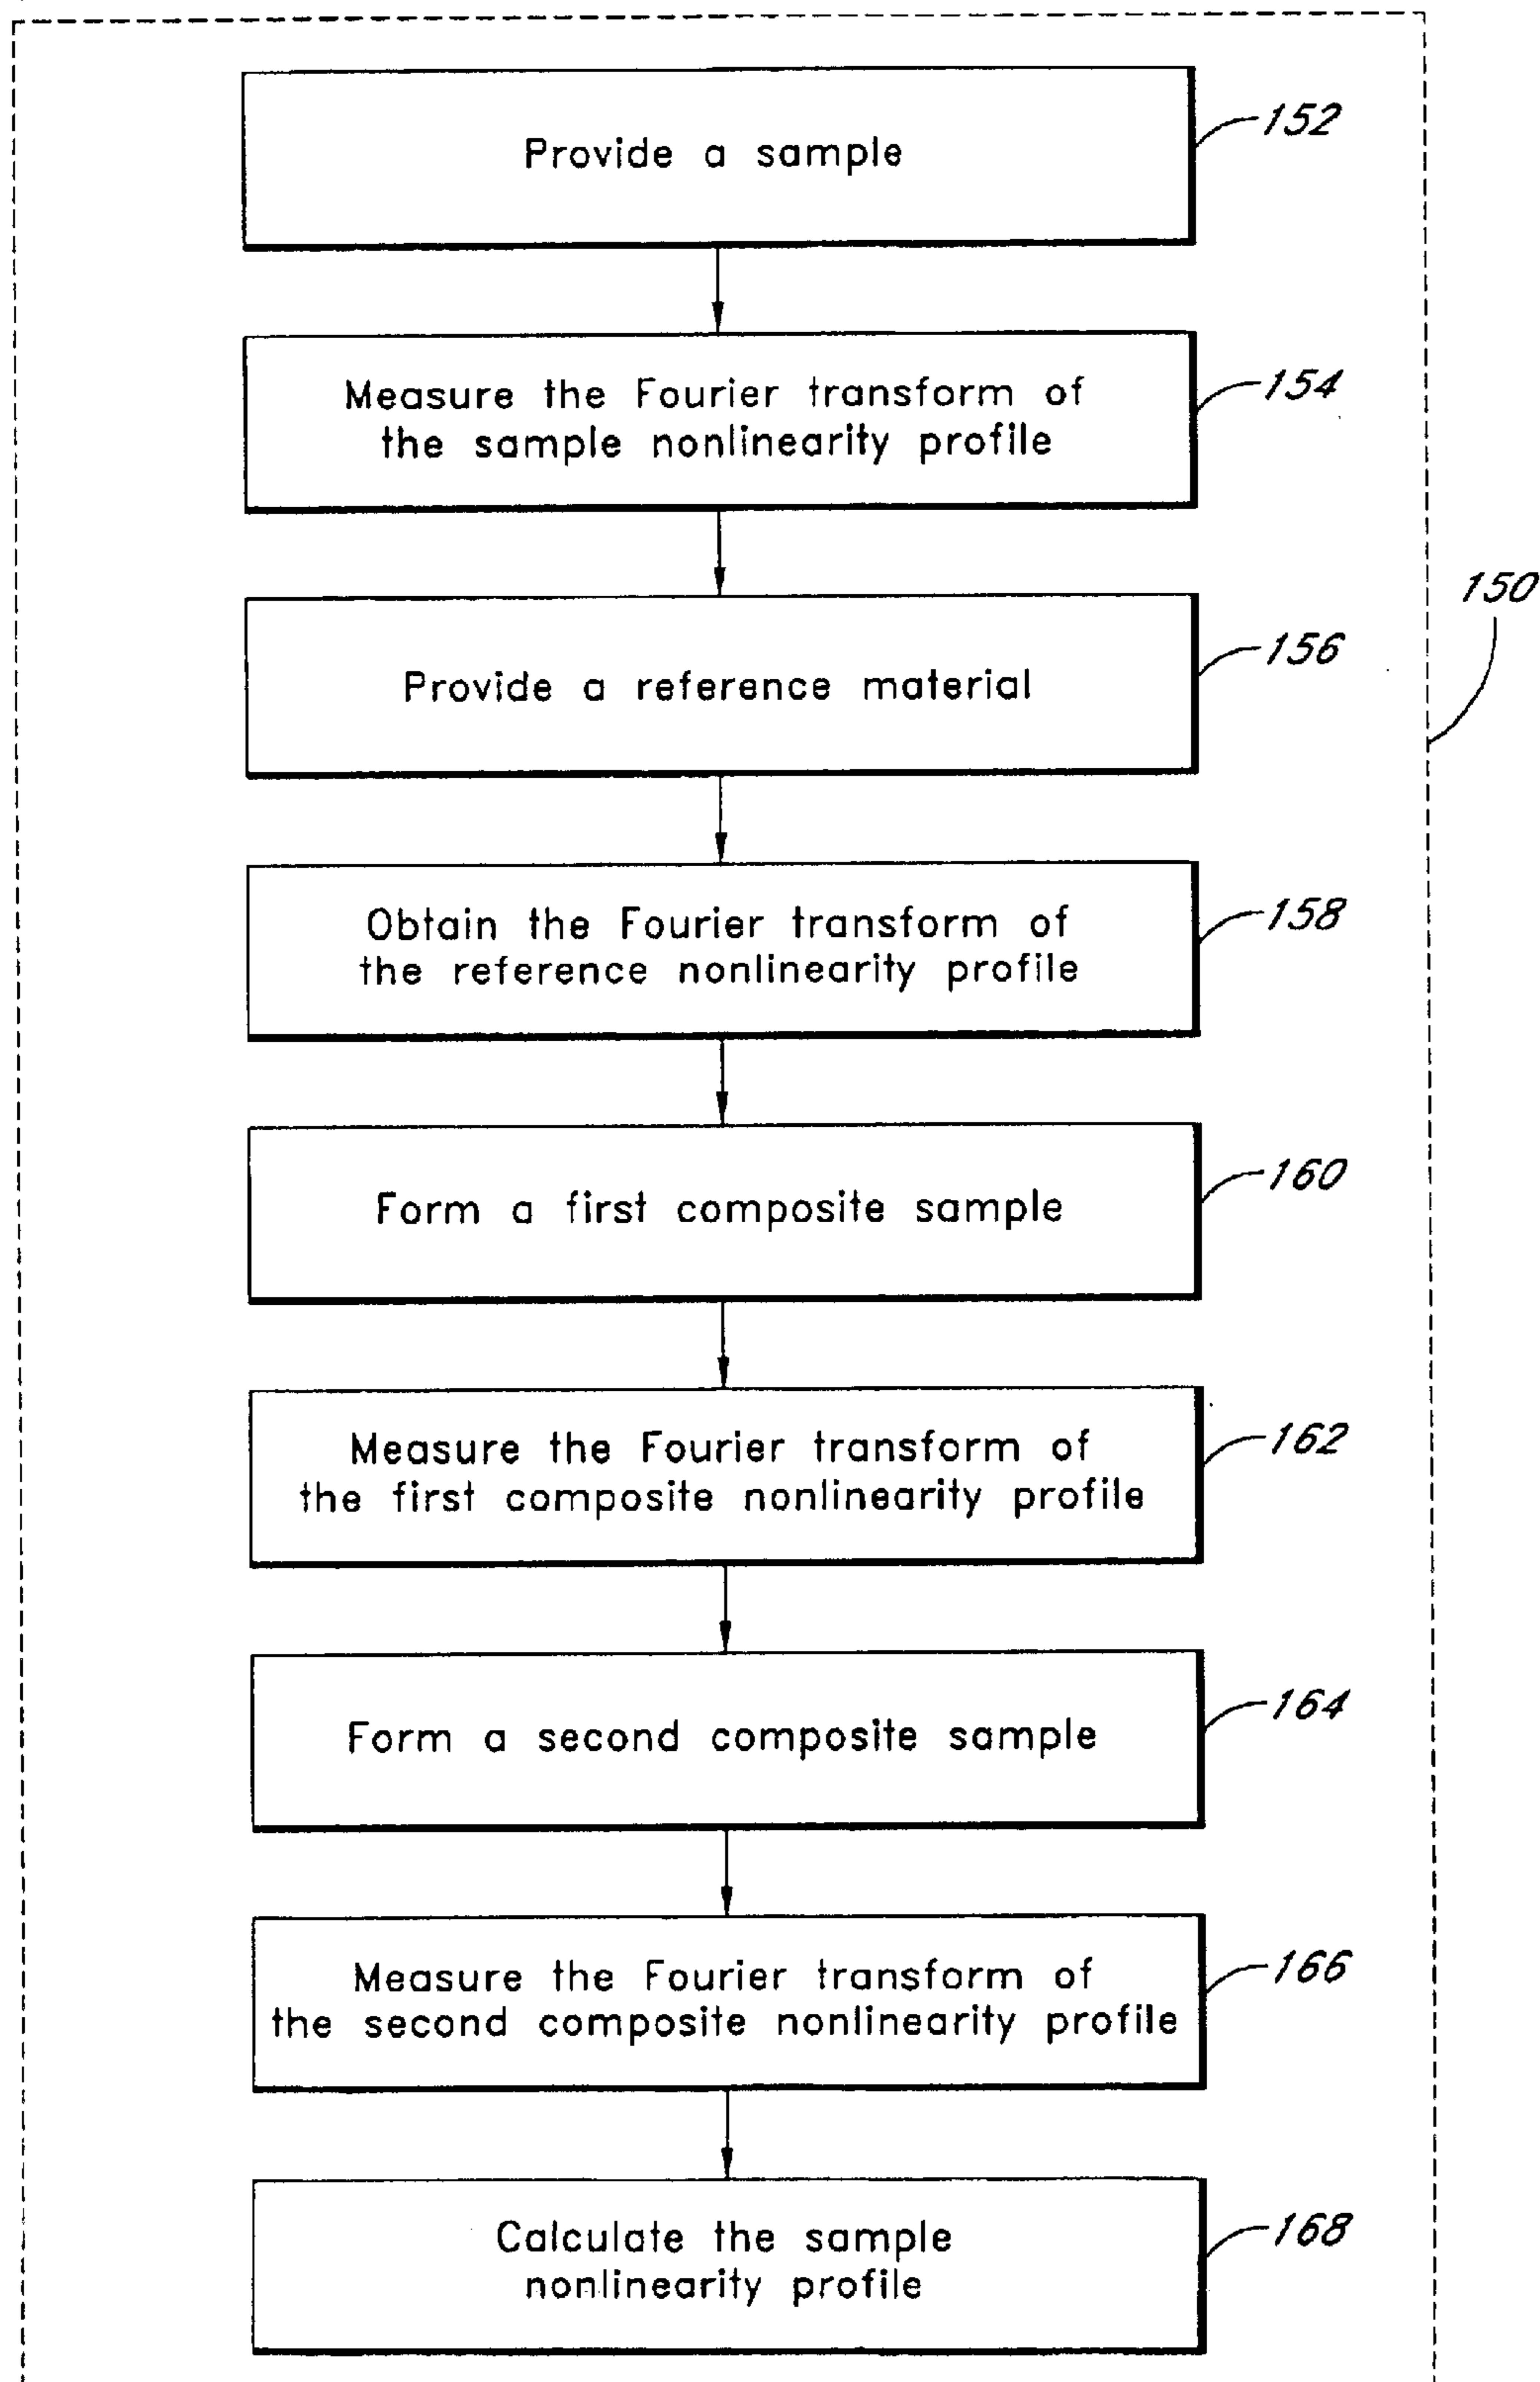 Provide a sample
152
Measure the Fourier transform of
the sample nonlinearity profile
154
Provide a reference material
156
150
Obtain the Fourier transform of
the reference nonlinearity profile
158
Form a first composite sample
160
Measure the Fourier transform of
the first composite nonlinearity profile
162
Form a second composite sample
164
Measure the Fourier transform of
the second composite nonlinearity profile
166
Calculate the sample
nonlinearity profile
168